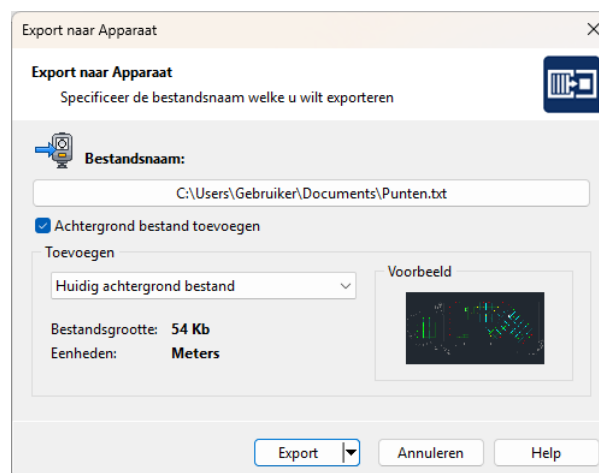 Export naar Apparaat
Export naar Apparaat
Specificeer de bestandsnaam welke u wilt exporteren
Bestandsnaam:
C:\Users\Gebruiker\Documents\Punten.txt
Achtergrond bestand toevoegen
Toevoegen
Huidig achtergrond bestand
Voorbeeld
Bestandsgrootte: 54 Kb
Eenheden: Meters
Export Annuleren Help